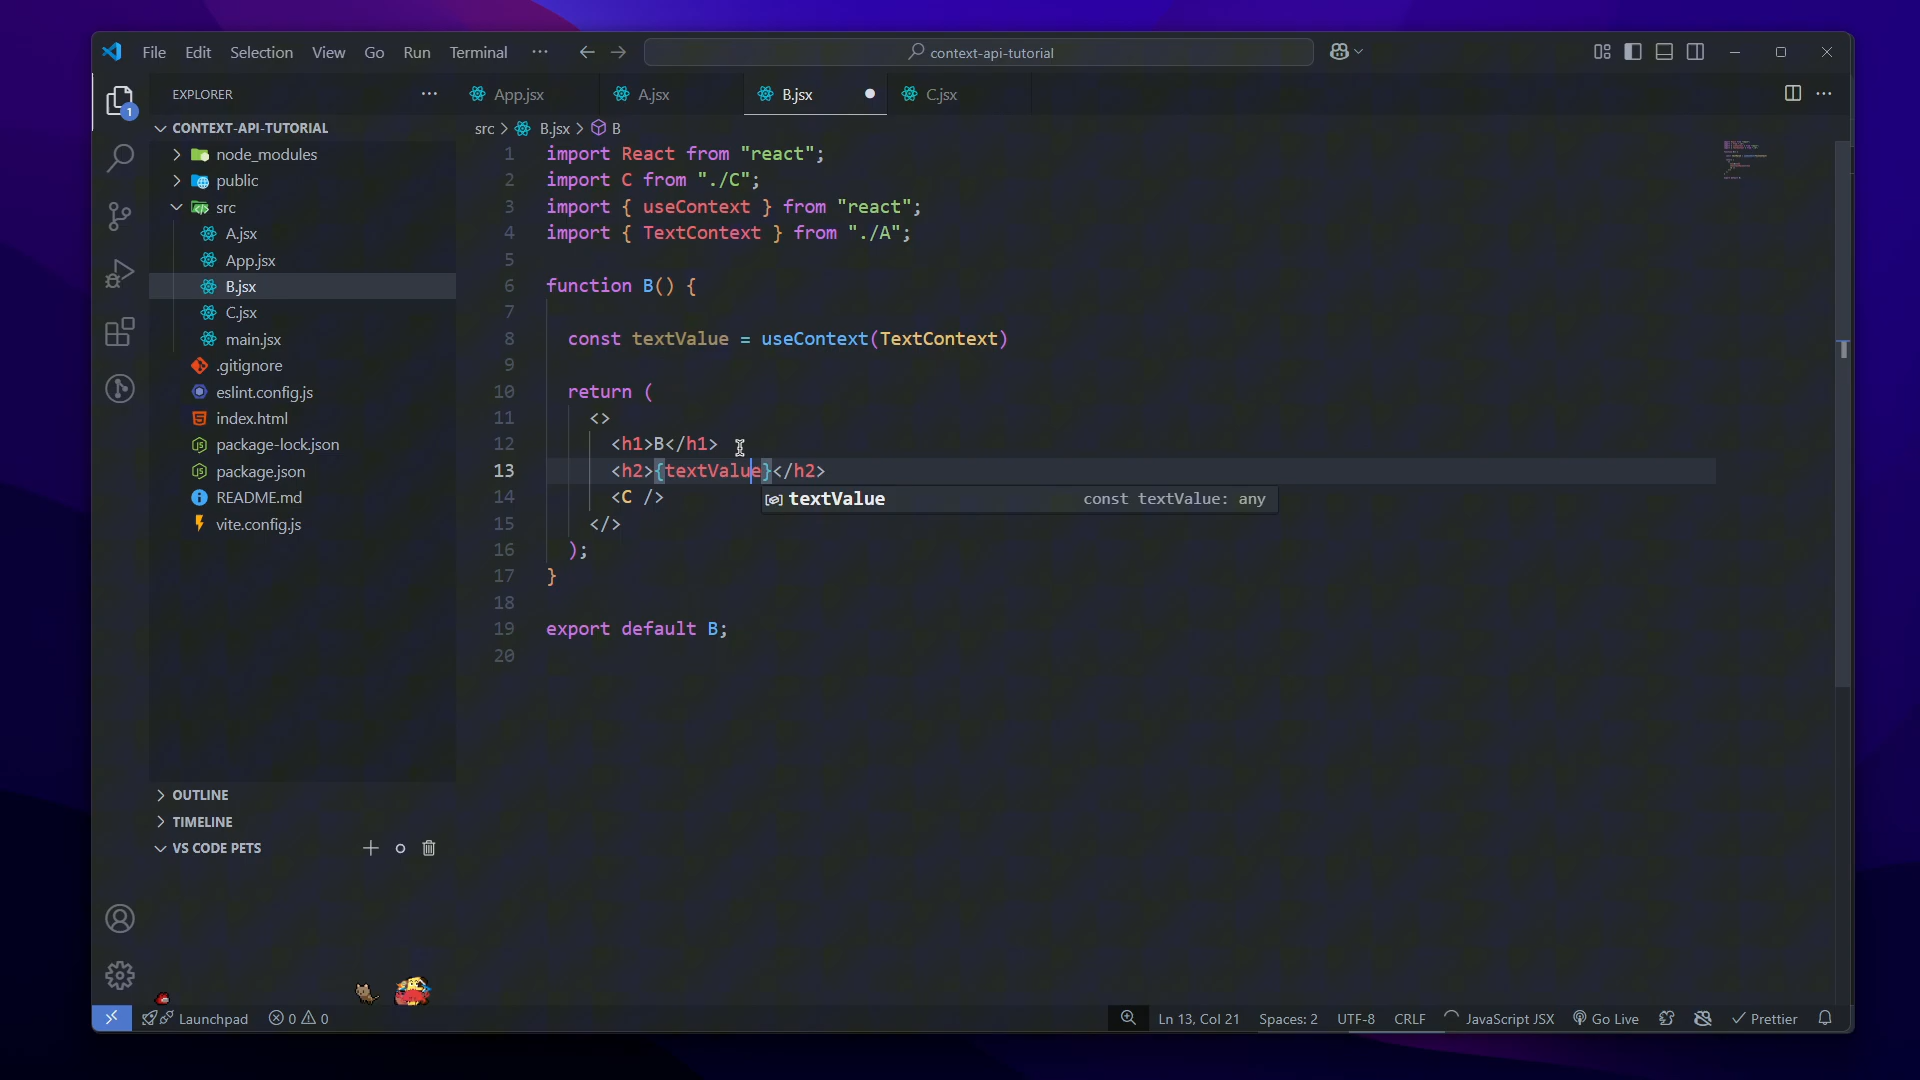 File Edit Selection View Go Run Terminal ··· context-api-tutorial
EXPLORER ···
App.jsx A.jsx B.jsx C.jsx
CONTEXT-API-TUTORIAL
node_modules
public
src
A.jsx
App.jsx
B.jsx
C.jsx
main.jsx
.gitignore
eslint.config.js
index.html
package-lock.json
package.json
README.md
vite.config.js
OUTLINE
TIMELINE
VS CODE PETS
src > B.jsx > B
1 import React from "react";
2 import C from "./C";
3 import { useContext } from "react";
4 import { TextContext } from "./A";
5
6 function B() {
7
8 const textValue = useContext(TextContext)
9
10 return (
11 <>
12 <h1>B</h1>
13 <h2>{textValue}</h2>
14 <C />
textValue const textValue: any
15 </>
16 );
17 }
18
19 export default B;
20
1
Launchpad 0 0 Ln 13, Col 21 Spaces: 2 UTF-8 CRLF JavaScript JSX Go Live Prettier